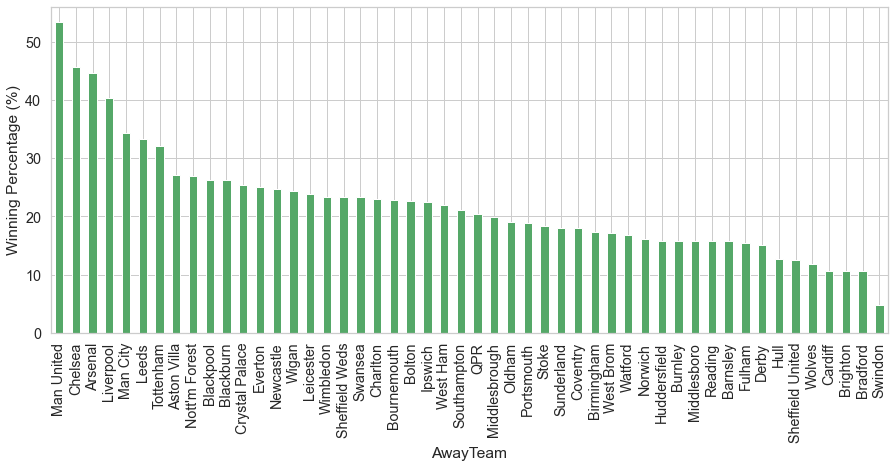 Winning Percentage (%)
50
40
30
20
10
0
Man United
Chelsea
Arsenal
Liverpool
Man City
Leeds
Tottenham
Aston Villa
Nott'm Forest
Blackpool
Blackburn
Crystal Palace
Everton
Newcastle
Wigan
Leicester
Wimbledon
Sheffield Weds
Swansea
Charlton
Bournemouth
Bolton
Ipswich
West Ham
Southampton
QPR
Middlesbrough
Oldham
Portsmouth
Stoke
Sunderland
Coventry
Birmingham
West Brom
Watford
Norwich
Huddersfield
Burnley
Middlesboro
Reading
Barnsley
Fulham
Derby
Hull
Sheffield United
Wolves
Cardiff
Brighton
Bradford
Swindon
AwayTeam